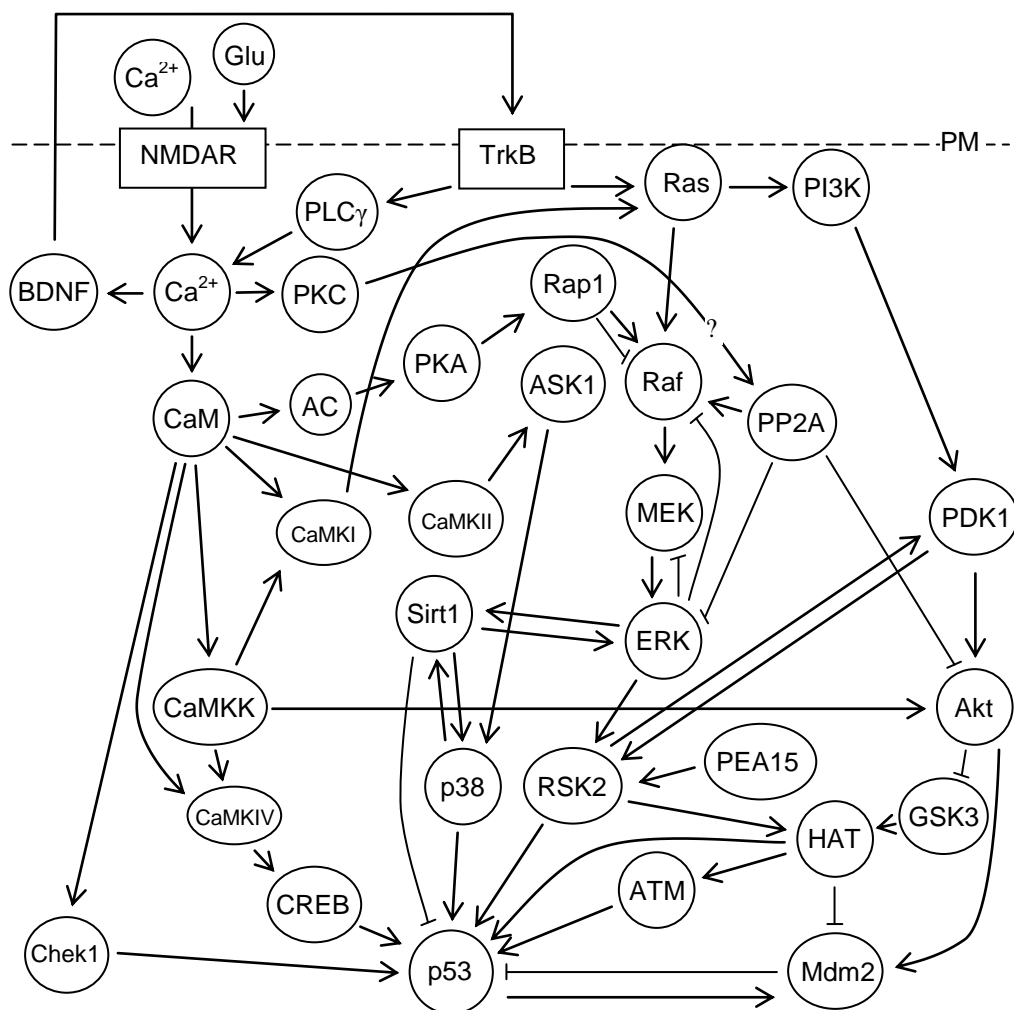 Glu
Ca²⁺
PM
NMDAR
TrkB
Ras
PI3K
PLCγ
Rap1
BDNF
Ca²⁺
PKC
?
PKA
ASK1
Raf
AC
CaM
PP2A
MEK
PDK1
CaMKI
CaMKII
Sirt1
ERK
CaMKK
Akt
PEA15
p38
RSK2
CaMKIV
GSK3
HAT
ATM
CREB
Chek1
p53
Mdm2